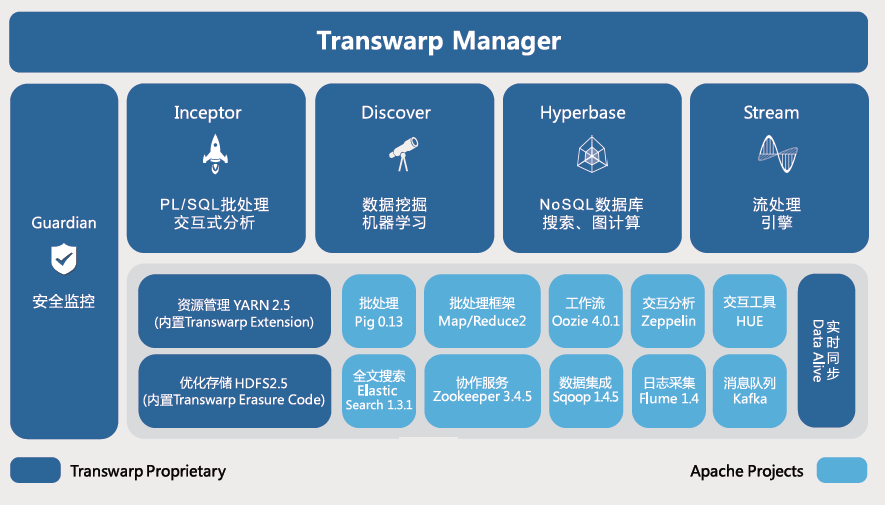 Transwarp Manager
Guardian
安全监控
Inceptor
PL/SQL批处理
交互式分析
Discover
数据挖掘
机器学习
Hyperbase
NoSQL数据库
搜索、图计算
Stream
流处理
引擎
资源管理 YARN 2.5
(内置Transwarp Extension)
批处理
Pig 0.13
批处理框架
Map/Reduce2
工作流
Oozie 4.0.1
交互分析
Zeppelin
交互工具
HUE
优化存储 HDFS2.5
(内置Transwarp Erasure Code)
全文搜索
Elastic
Search 1.3.1
协作服务
Zookeeper 3.4.5
数据集成
Sqoop 1.4.5
日志采集
Flume 1.4
消息队列
Kafka
实时同步
Data Alive
Transwarp Proprietary
Apache Projects